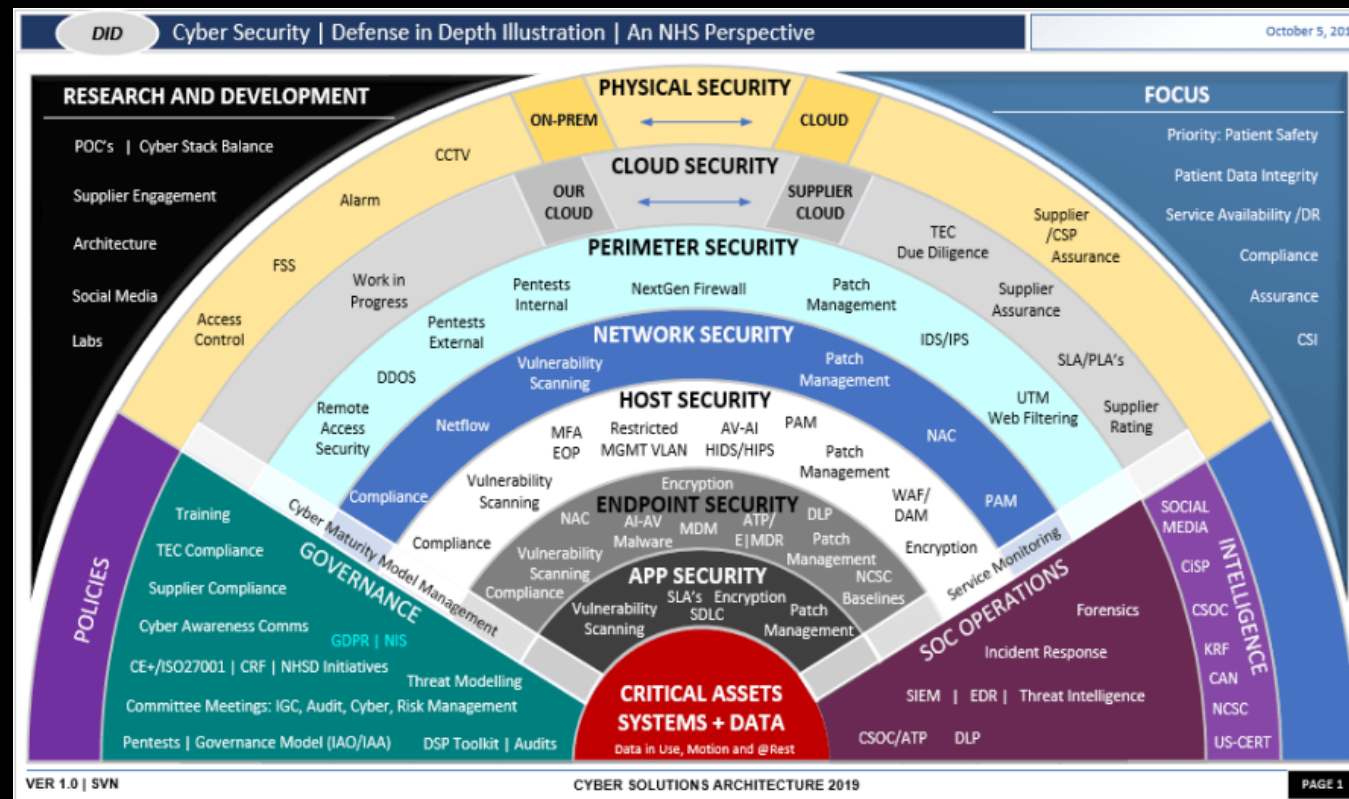 DID
Cyber Security | Defense in Depth Illustration | An NHS Perspective
October 5, 201
RESEARCH AND DEVELOPMENT
POC's | Cyber Stack Balance
Supplier Engagement
Architecture
Social Media
Labs
FOCUS
Priority: Patient Safety
Patient Data Integrity
Service Availability /DR
Compliance
Assurance
CSI
PHYSICAL SECURITY
ON-PREM
CLOUD
CCTV
Alarm
FSS
Access
Control
Supplier
/CSP
Assurance
CLOUD SECURITY
OUR
CLOUD
SUPPLIER
CLOUD
Work in
Progress
TEC
Due Diligence
Supplier
Assurance
SLA/PLA's
Supplier
Rating
PERIMETER SECURITY
Remote
Access
Security
DDOS
Pentests
External
Pentests
Internal
NextGen Firewall
Patch
Management
IDS/IPS
UTM
Web Filtering
NETWORK SECURITY
Compliance
Netflow
Vulnerability
Scanning
Patch
Management
NAC
PAM
HOST SECURITY
Compliance
Vulnerability
Scanning
MFA
EOP
Restricted
MGMT VLAN
AV-AI
HIDS/HIPS
PAM
Patch
Management
WAF/
DAM
Encryption
Encryption
ENDPOINT SECURITY
Compliance
Vulnerability
Scanning
NAC
AI-AV
Malware
MDM
ATP/
E|MDR
DLP
Patch
Management
NCSC
Baselines
APP SECURITY
Vulnerability
Scanning
SLA's
Encryption
SDLC
Patch
Management
CRITICAL ASSETS
SYSTEMS + DATA
Data in Use, Motion and @Rest
Cyber Maturity Model Management
Service Monitoring
POLICIES
GOVERNANCE
Training
TEC Compliance
Supplier Compliance
Cyber Awareness Comms
GDPR | NIS
CE+/ISO27001 | CRF | NHSD Initiatives
Threat Modelling
Committee Meetings: IGC, Audit, Cyber, Risk Management
Pentests | Governance Model (IAO/IAA)
DSP Toolkit | Audits
SOC OPERATIONS
Forensics
Incident Response
SIEM | EDR | Threat Intelligence
CSOC/ATP
DLP
INTELLIGENCE
SOCIAL
MEDIA
CiSP
CSOC
KRF
CAN
NCSC
US-CERT
VER 1.0 | SVN
CYBER SOLUTIONS ARCHITECTURE 2019
PAGE 1